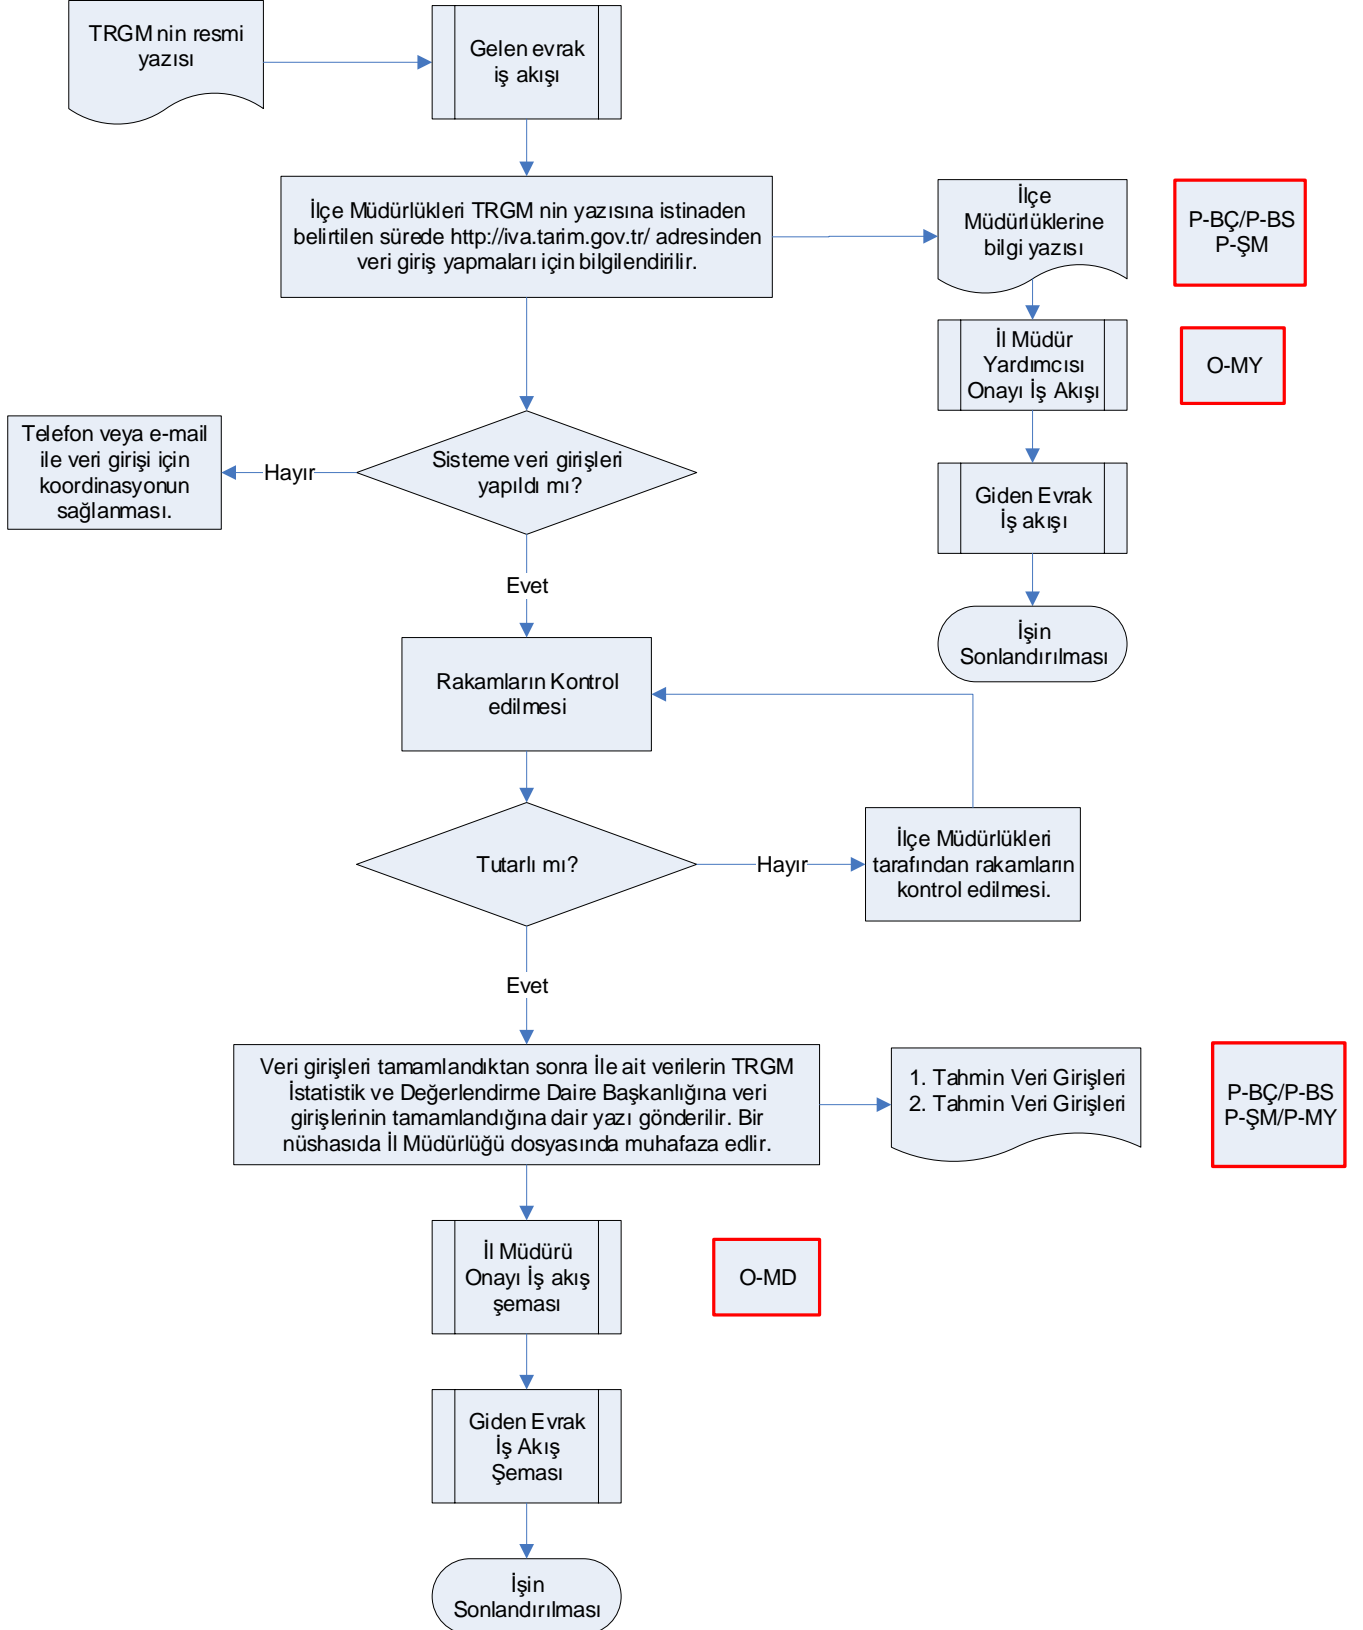 TRGM nin resmi
yazısı
Gelen evrak
iş akışı
İlçe Müdürlükleri TRGM nin yazısına istinaden
belirtilen sürede http://iva.tarim.gov.tr/ adresinden
veri giriş yapmaları için bilgilendirilir.
İlçe
Müdürlüklerine
bilgi yazısı
P-BÇ/P-BS
P-ŞM
İl Müdür
Yardımcısı
Onayı İş Akışı
O-MY
Telefon veya e-mail
ile veri girişi için
koordinasyonun
sağlanması.
Hayır
Sisteme veri girişleri
yapıldı mı?
Giden Evrak
İş akışı
Evet
İşin
Sonlandırılması
Rakamların Kontrol
edilmesi
Tutarlı mı?
Hayır
İlçe Müdürlükleri
tarafından rakamların
kontrol edilmesi.
Evet
Veri girişleri tamamlandıktan sonra İle ait verilerin TRGM
İstatistik ve Değerlendirme Daire Başkanlığına veri
girişlerinin tamamlandığına dair yazı gönderilir. Bir
nüshasıda İl Müdürlüğü dosyasında muhafaza edlir.
1. Tahmin Veri Girişleri
2. Tahmin Veri Girişleri
P-BÇ/P-BS
P-ŞM/P-MY
İl Müdürü
Onayı İş akış
şeması
O-MD
Giden Evrak
İş Akış
Şeması
İşin
Sonlandırılması